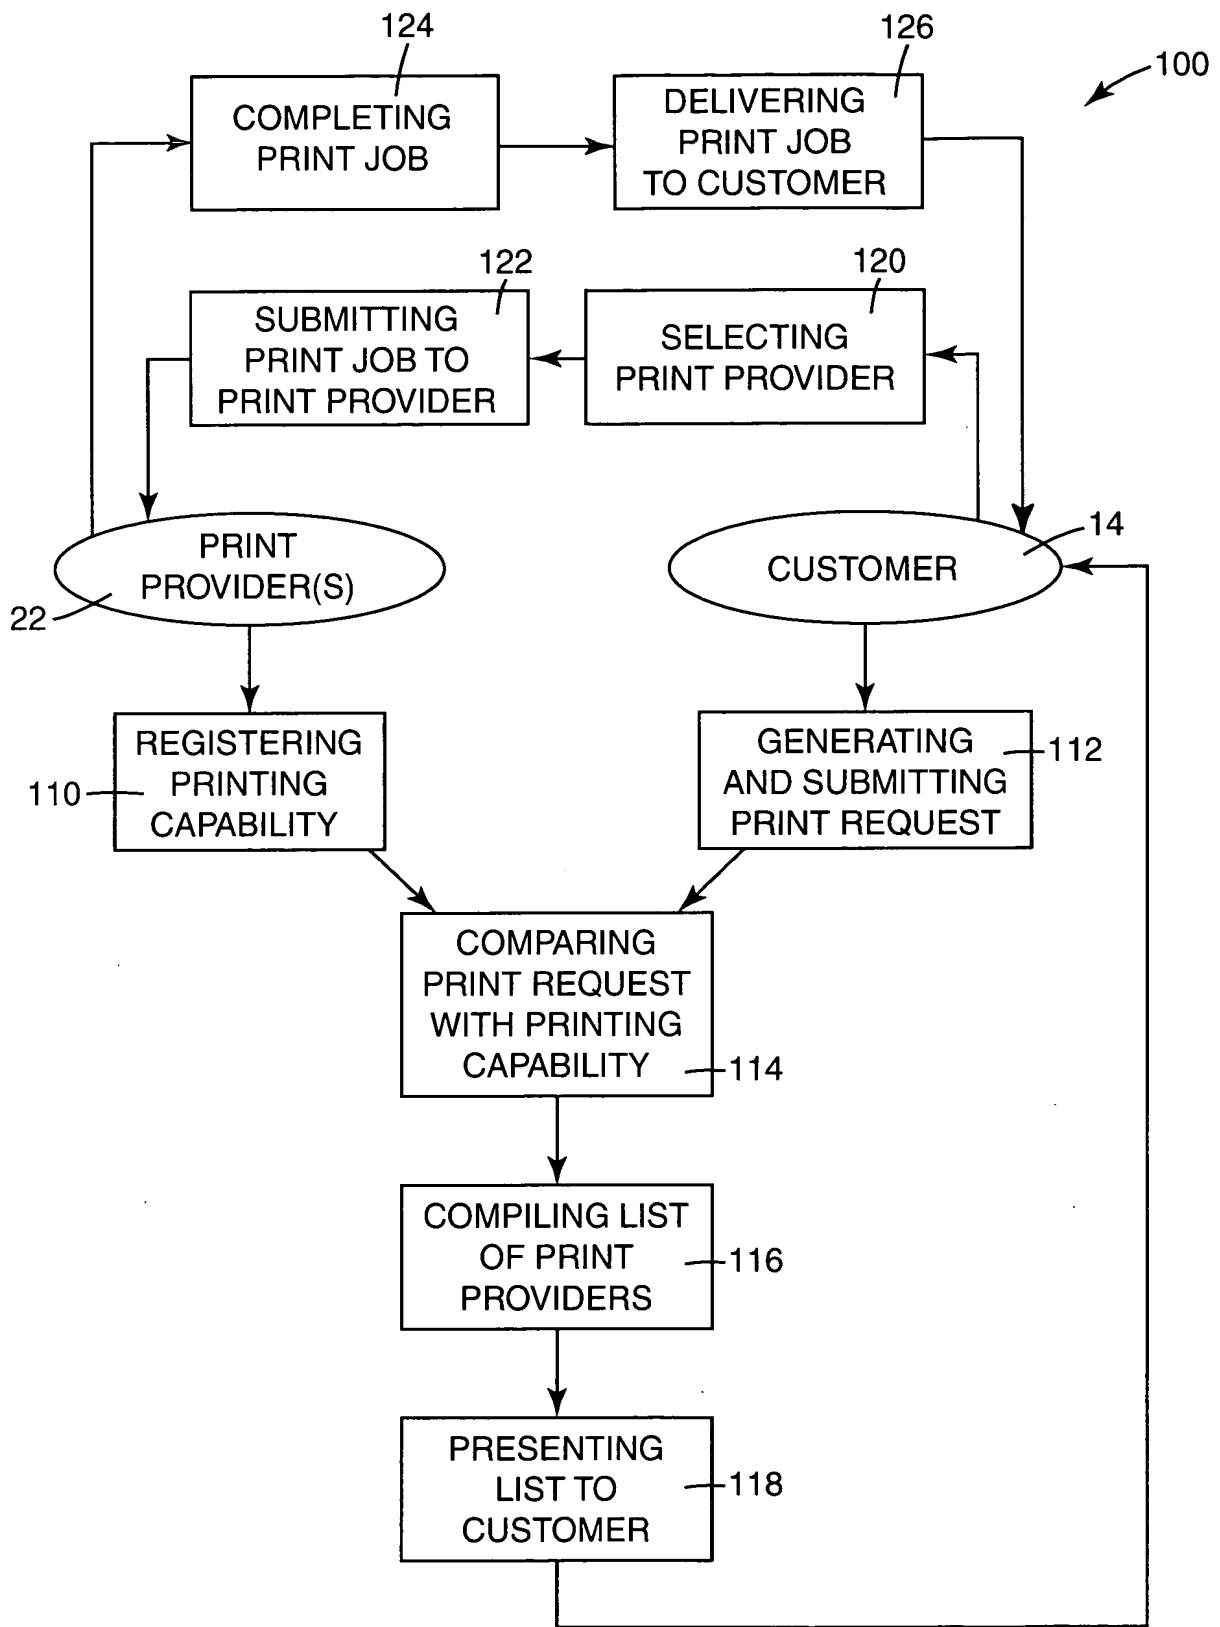 124
126
100
COMPLETING
PRINT JOB
DELIVERING
PRINT JOB
TO CUSTOMER
122
120
SUBMITTING
PRINT JOB TO
PRINT PROVIDER
SELECTING
PRINT PROVIDER
14
PRINT
PROVIDER(S)
CUSTOMER
22
REGISTERING
PRINTING
CAPABILITY
110
GENERATING
AND SUBMITTING
PRINT REQUEST
112
COMPARING
PRINT REQUEST
WITH PRINTING
CAPABILITY
114
COMPILING LIST
OF PRINT
PROVIDERS
116
PRESENTING
LIST TO
CUSTOMER
118